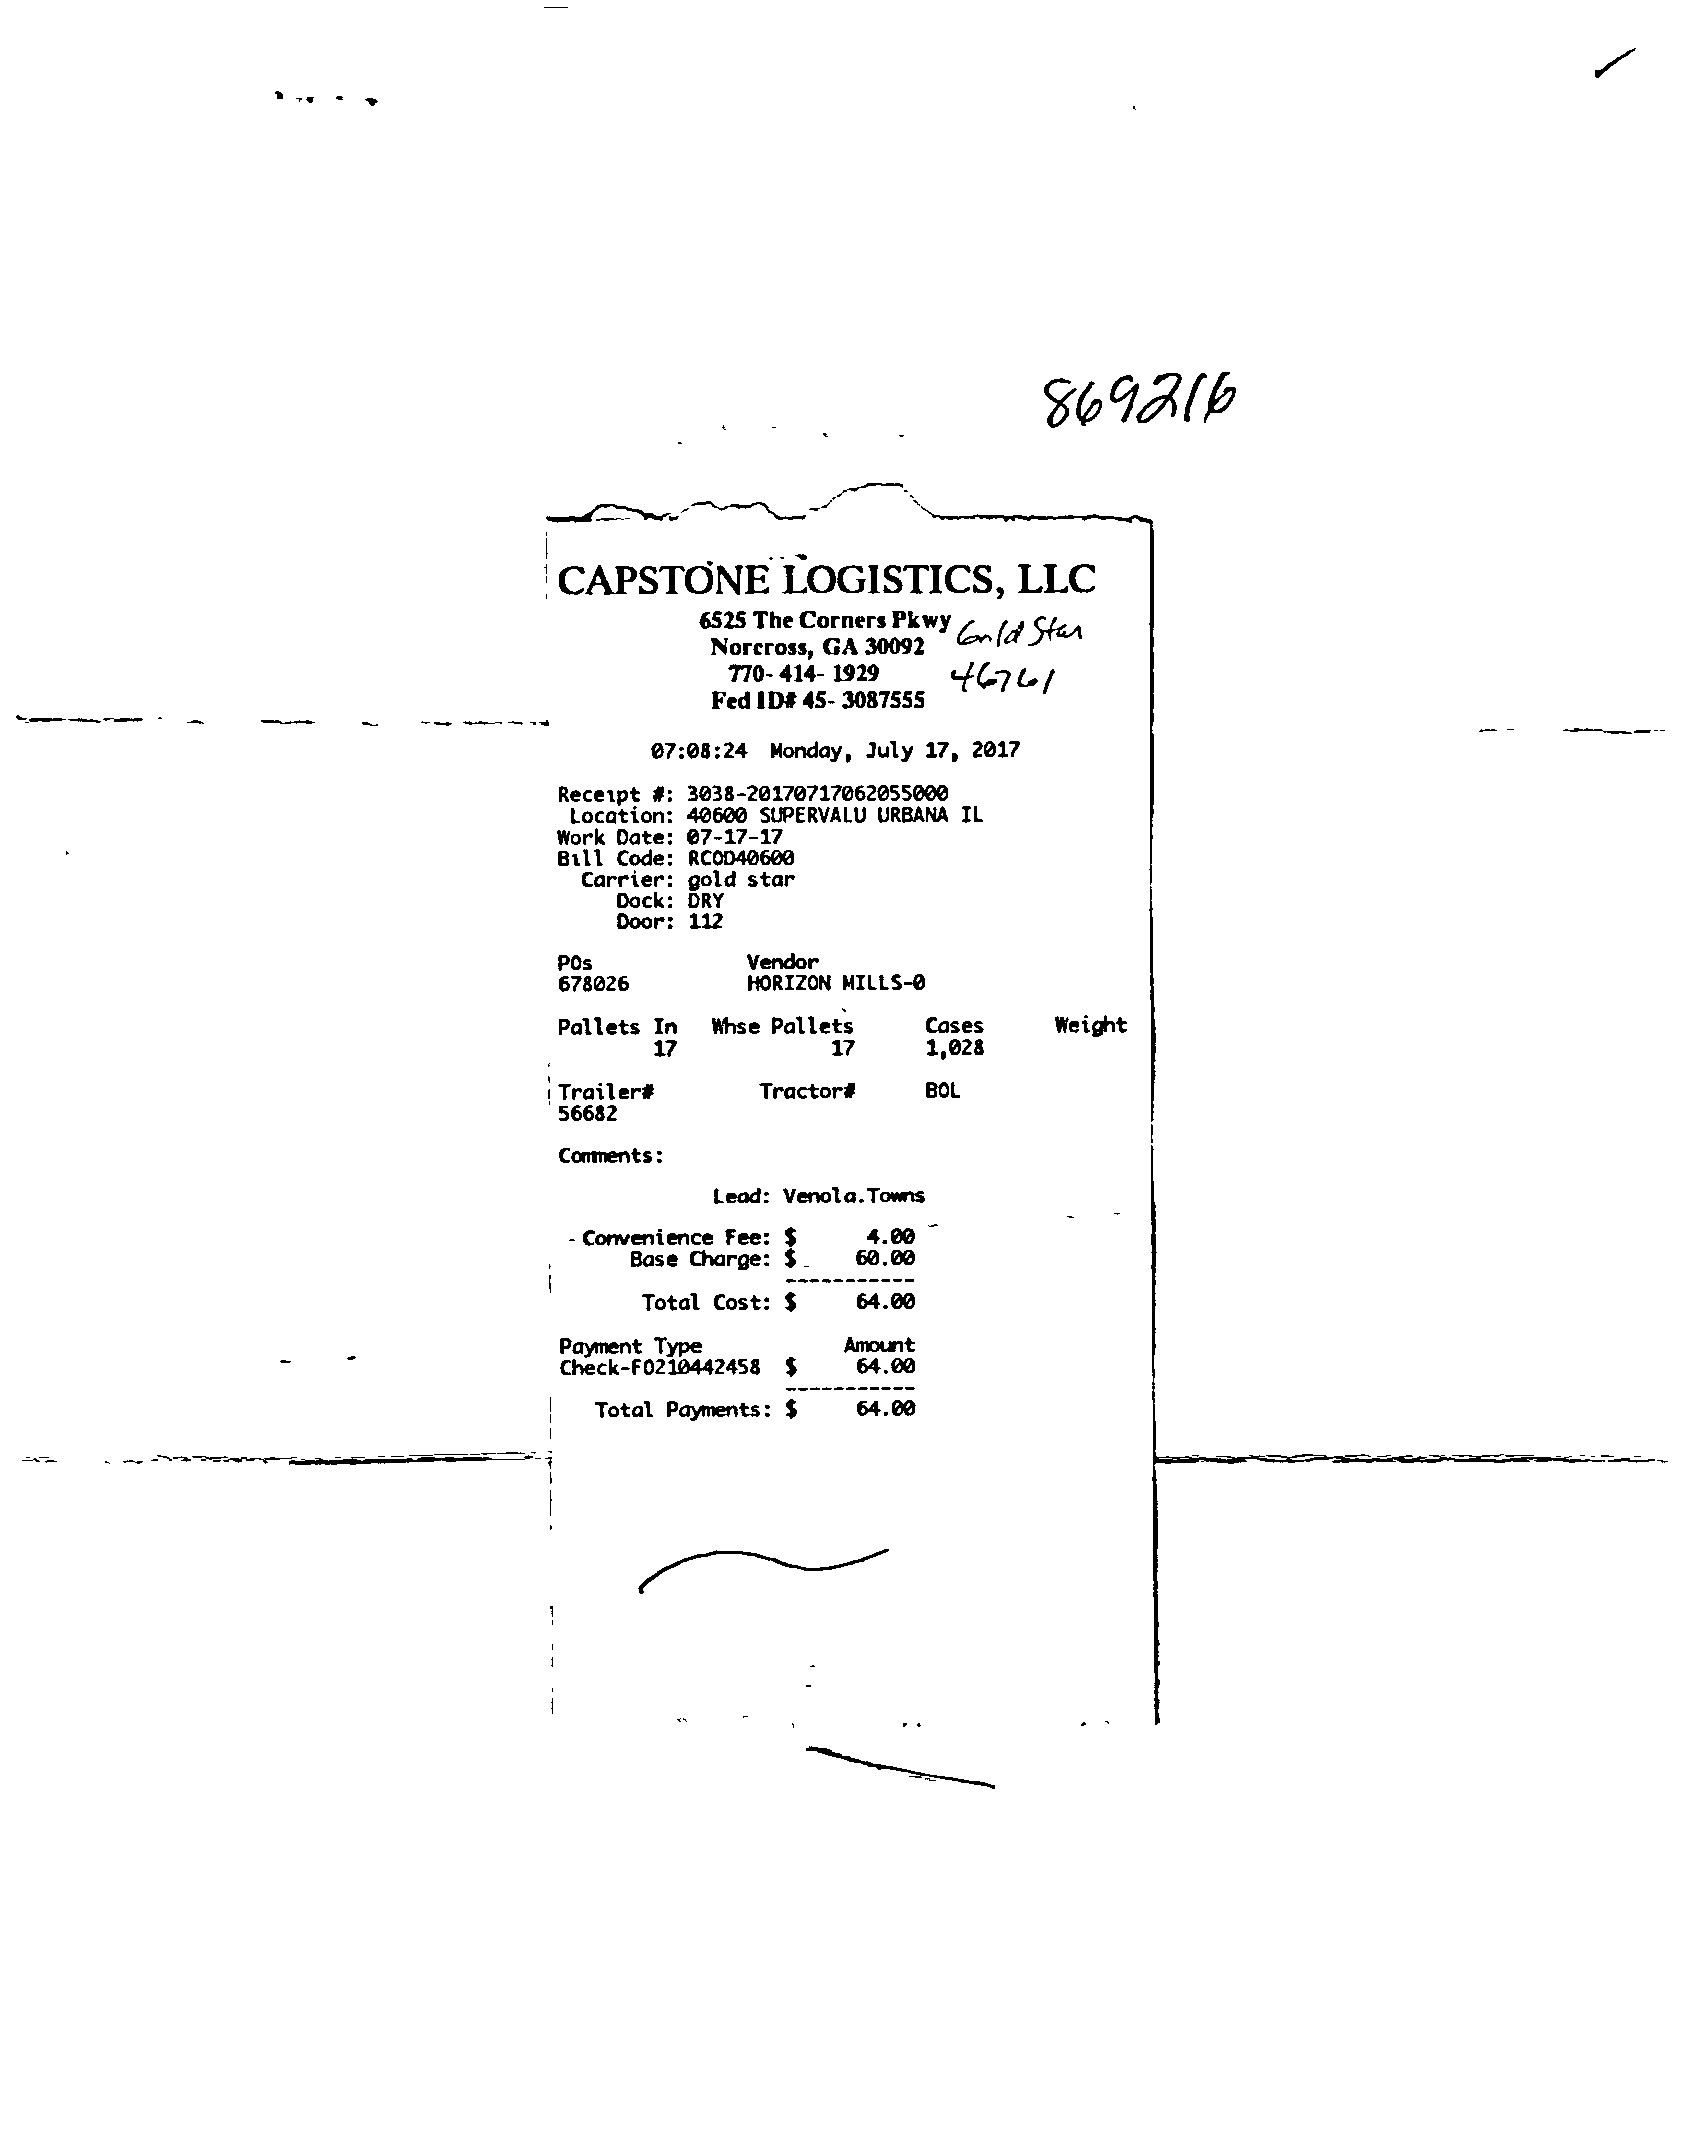 869216
CAPSTONE LOGISTICS, LLC
6525 The Corners Pkwy
Gold Star
Norcross, GA 30092
770- 414- 1929
46761
Fed ID# 45- 3087555
07:08:24 Monday, July 17, 2017
Receipt #: 3038-20170717062055000
Location: 40600 SUPERVALU URBANA IL
Work Date: 07-17-17
Bill Code: RCOD40600
Carrier: gold star
Dock: DRY
Door: 112
POs Vendor
678026 HORIZON MILLS-0
Pallets In Whse Pallets Cases Weight
17 17 1,028
Trailer# Tractor# BOL
56682
Comments:
Lead: Venola.Towns
Convenience Fee: $ 4.00
Base Charge: $ 60.00
------------
Total Cost: $ 64.00
Payment Type Amount
Check-F0210442458 $ 64.00
------------
Total Payments: $ 64.00